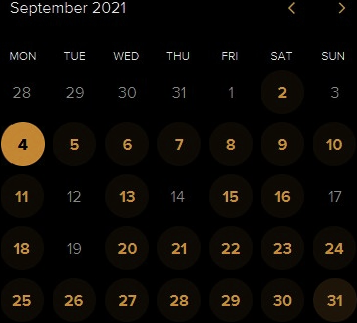 September 2021
MON TUE WED THU FRI SAT SUN
28 29 30 31 1 2 3
4 5 6 7 8 9 10
11 12 13 14 15 16 17
18 19 20 21 22 23 24
25 26 27 28 29 30 31